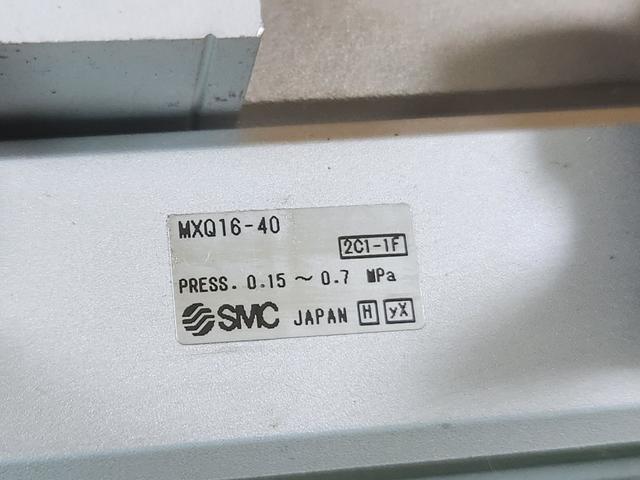 MXQ16-40
2C1-1F
PRESS. 0.15 ~ 0.7 MPa
SMC JAPAN H yX